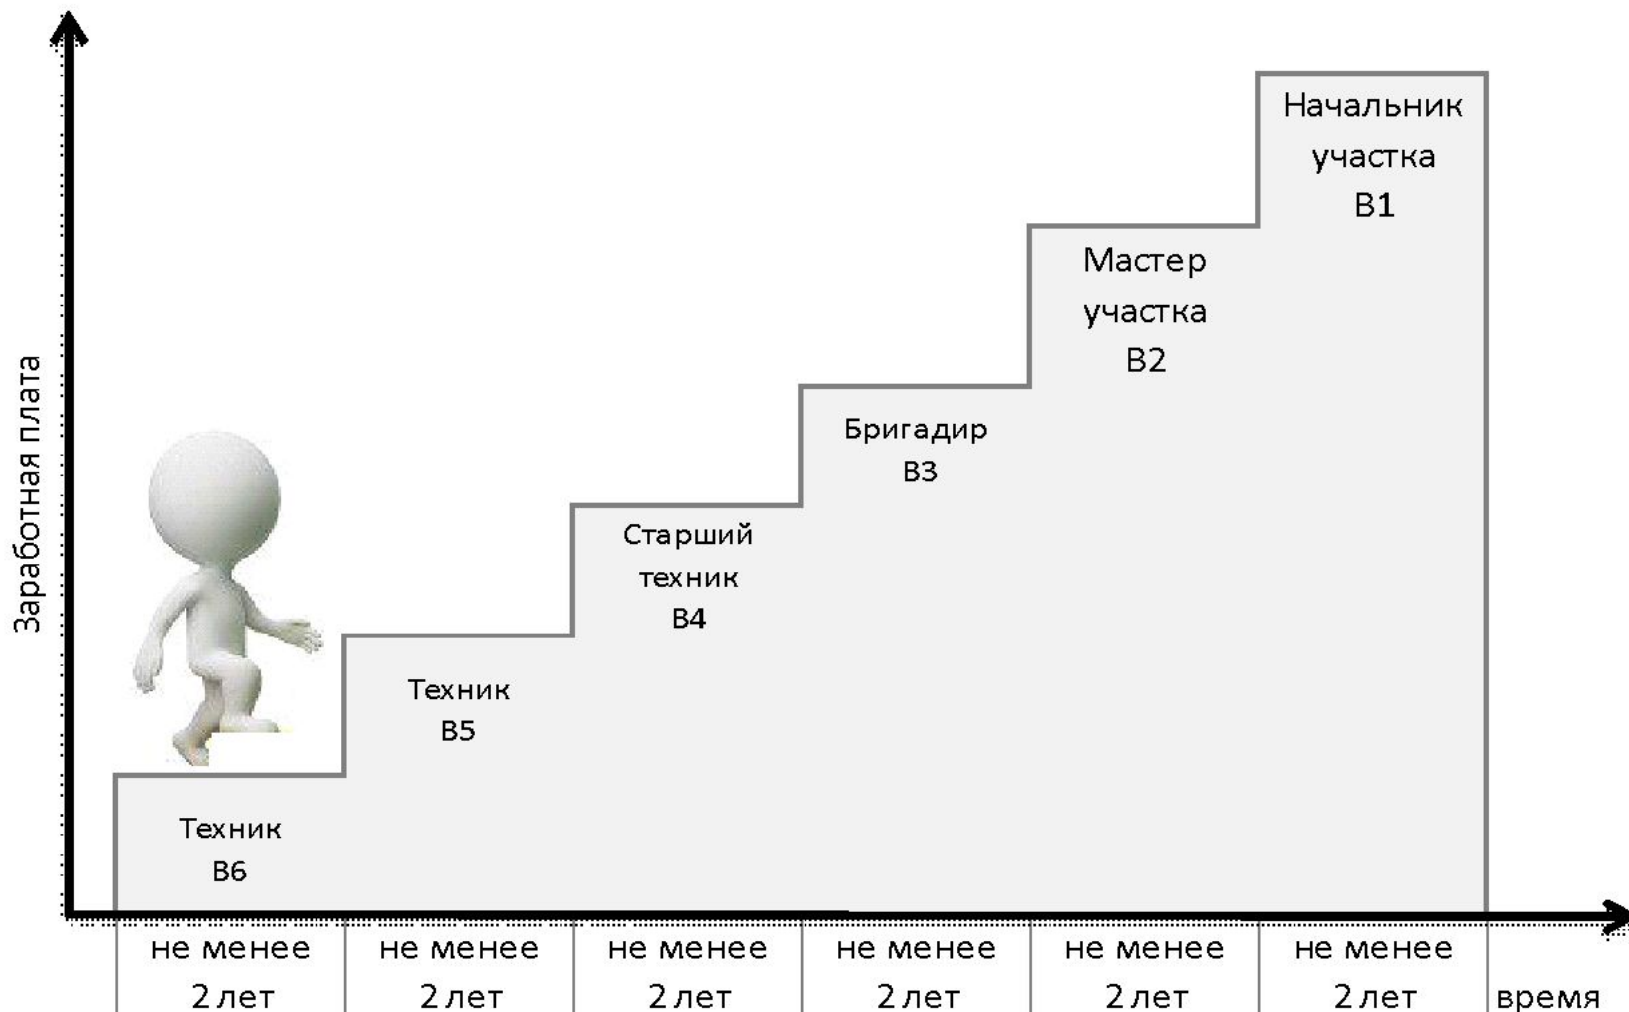 Заработная плата
Начальник
участка
В1
Мастер
участка
В2
Бригадир
В3
Старший
техник
В4
Техник
В5
Техник
В6
не менее
2 лет
не менее
2 лет
не менее
2 лет
не менее
2 лет
не менее
2 лет
не менее
2 лет
время